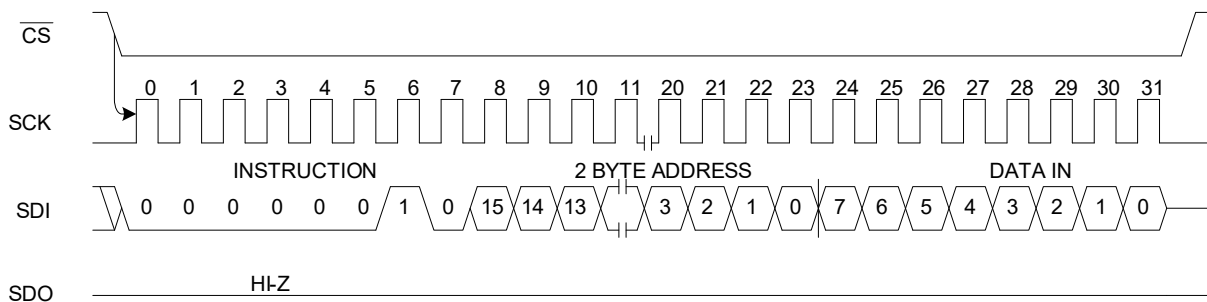 CS
0 1 2 3 4 5 6 7 8 9 10 11 20 21 22 23 24 25 26 27 28 29 30 31
SCK
INSTRUCTION 2 BYTE ADDRESS DATA IN
SDI 0 0 0 0 0 0 1 0 15 14 13 3 2 1 0 7 6 5 4 3 2 1 0
HI-Z
SDO